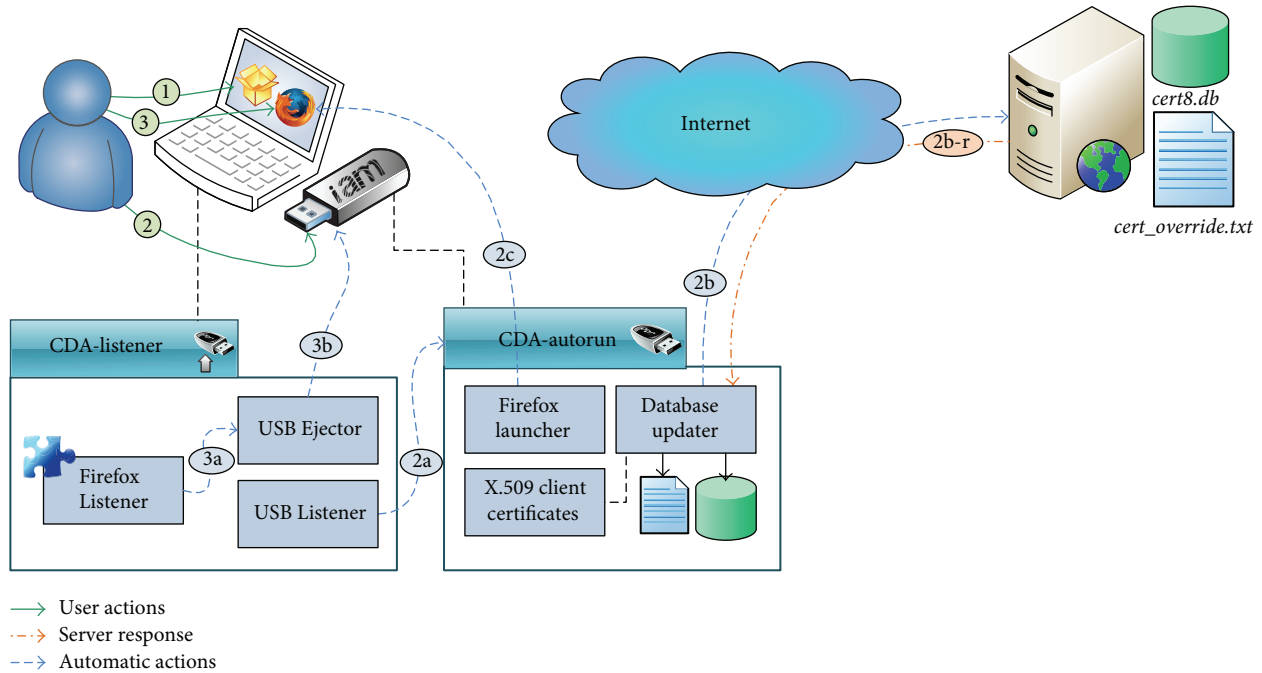 1
3
2
iam
Internet
2b-r
cert8.db
cert_override.txt
2c
2b
3b
2a
3a
CDA-listener
CDA-autorun
USB Ejector
Firefox
Listener
USB Listener
Firefox
launcher
Database
updater
X.509 client
certificates
User actions
Server response
Automatic actions